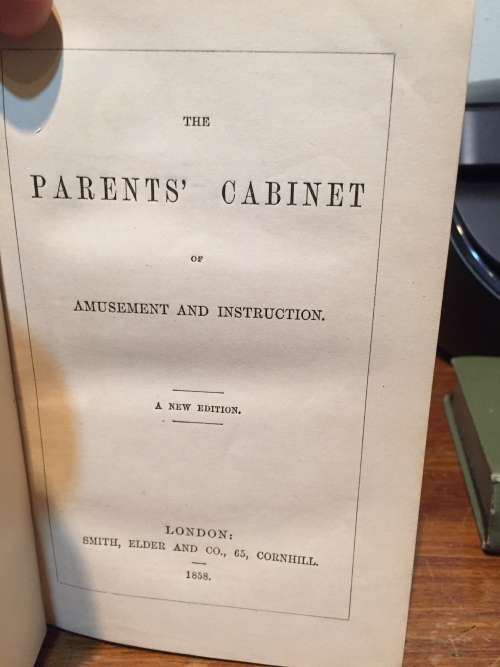 THE
PARENTS' CABINET
OF
AMUSEMENT AND INSTRUCTION.
A NEW EDITION.
LONDON:
SMITH, ELDER AND CO., 65, CORNHILL.
1858.